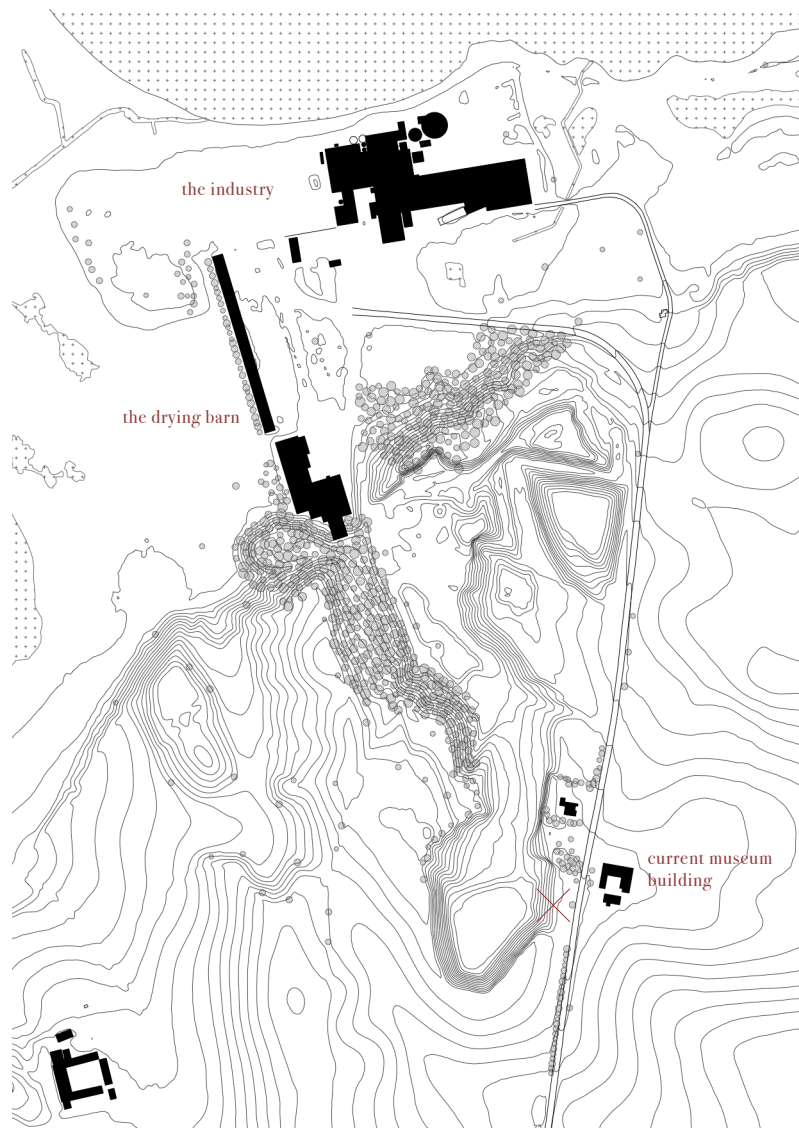 the industry
the drying barn
current museum
building